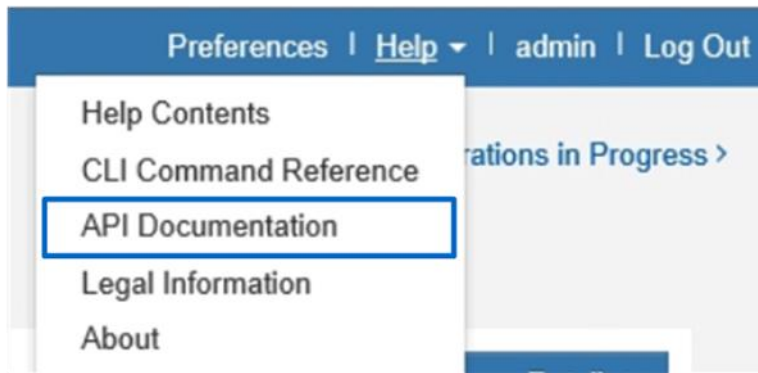 Preferences | Help ▾ | admin | Log Out
Help Contents
rations in Progress >
CLI Command Reference
API Documentation
Legal Information
About